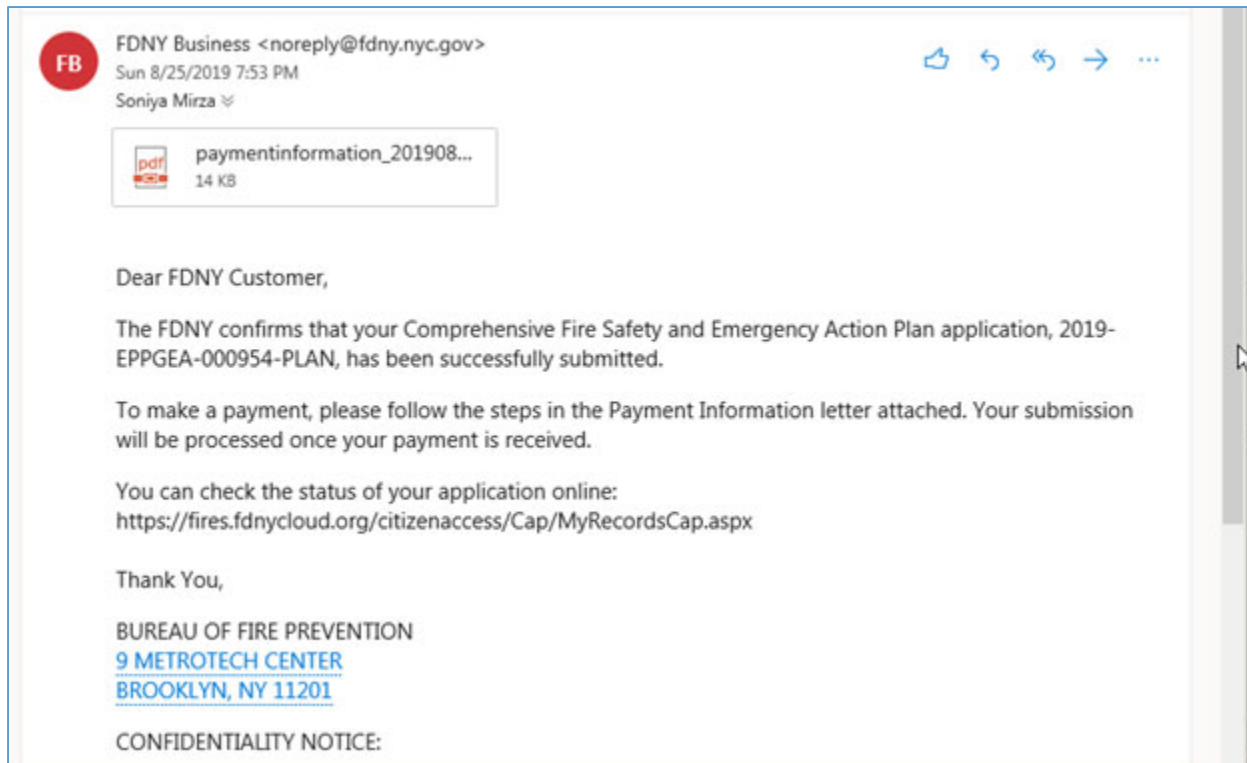 FB
FDNY Business <noreply@fdny.nyc.gov>
Sun 8/25/2019 7:53 PM
Soniya Mirza
pdf
paymentinformation_201908...
14 KB
Dear FDNY Customer,
The FDNY confirms that your Comprehensive Fire Safety and Emergency Action Plan application, 2019-
EPPGEA-000954-PLAN, has been successfully submitted.
To make a payment, please follow the steps in the Payment Information letter attached. Your submission
will be processed once your payment is received.
You can check the status of your application online:
https://fires.fdnycloud.org/citizenaccess/Cap/MyRecordsCap.aspx
Thank You,
BUREAU OF FIRE PREVENTION
9 METROTECH CENTER
BROOKLYN, NY 11201
CONFIDENTIALITY NOTICE: